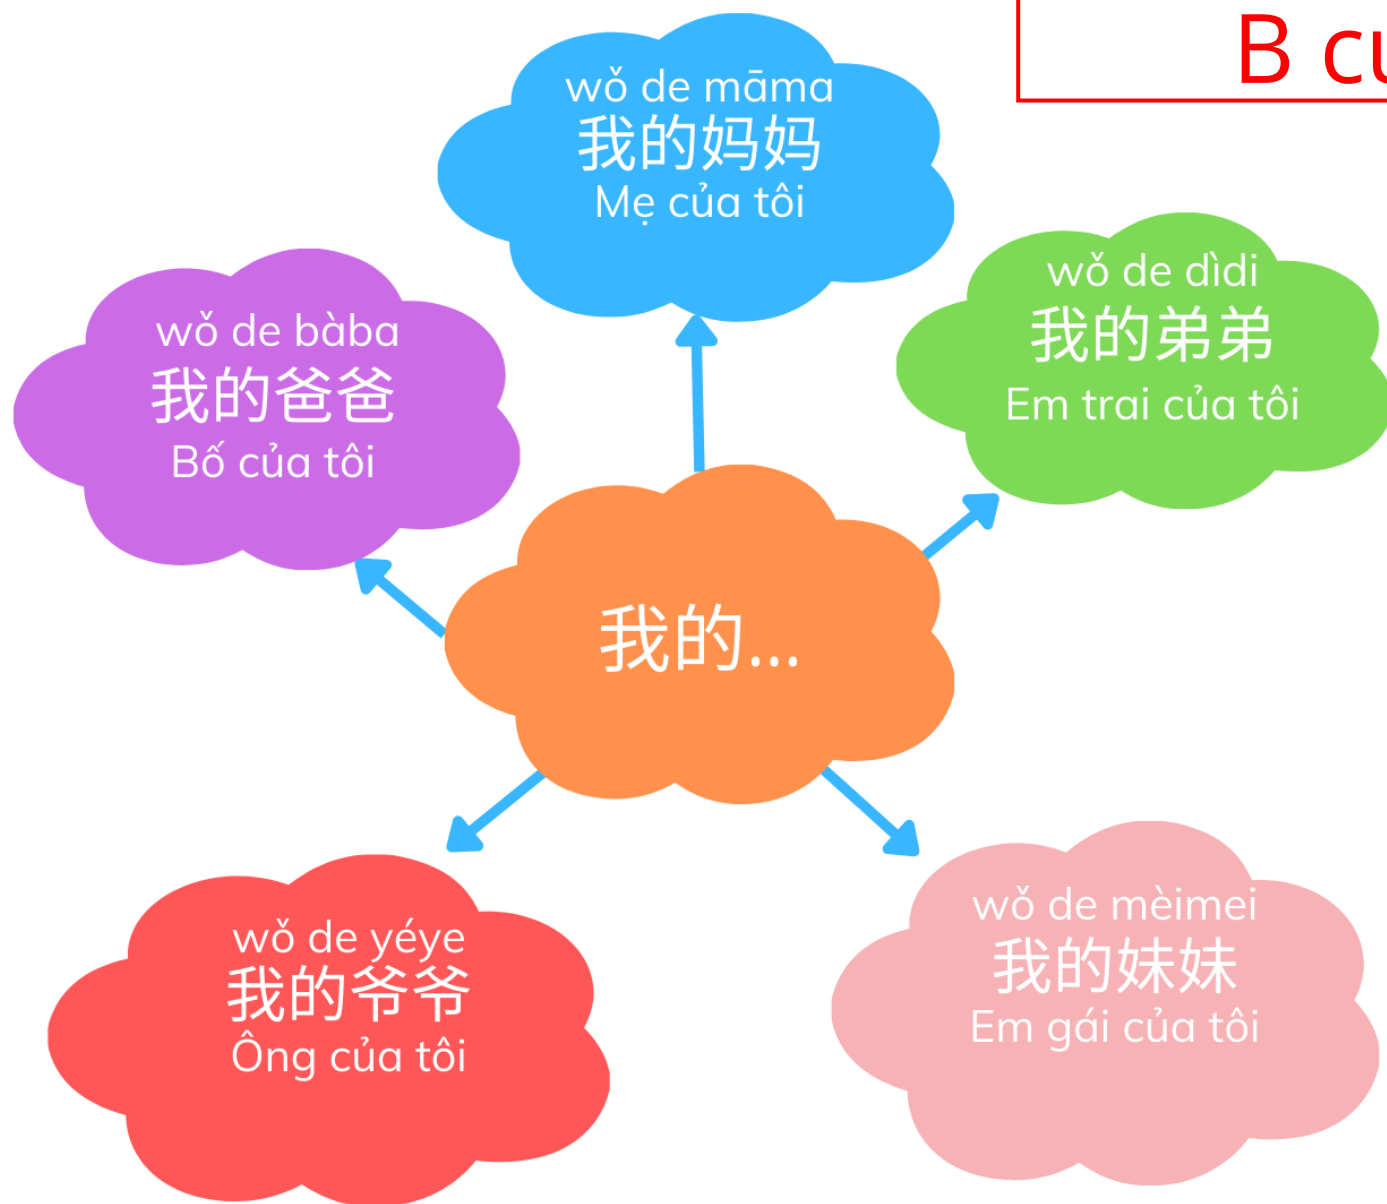 B củ
wǒ de māma
我的妈妈
Mẹ của tôi
wǒ de dìdi
我的弟弟
Em trai của tôi
wǒ de bàba
我的爸爸
Bố của tôi
我的...
wǒ de yéye
我的爷爷
Ông của tôi
wǒ de mèimei
我的妹妹
Em gái của tôi